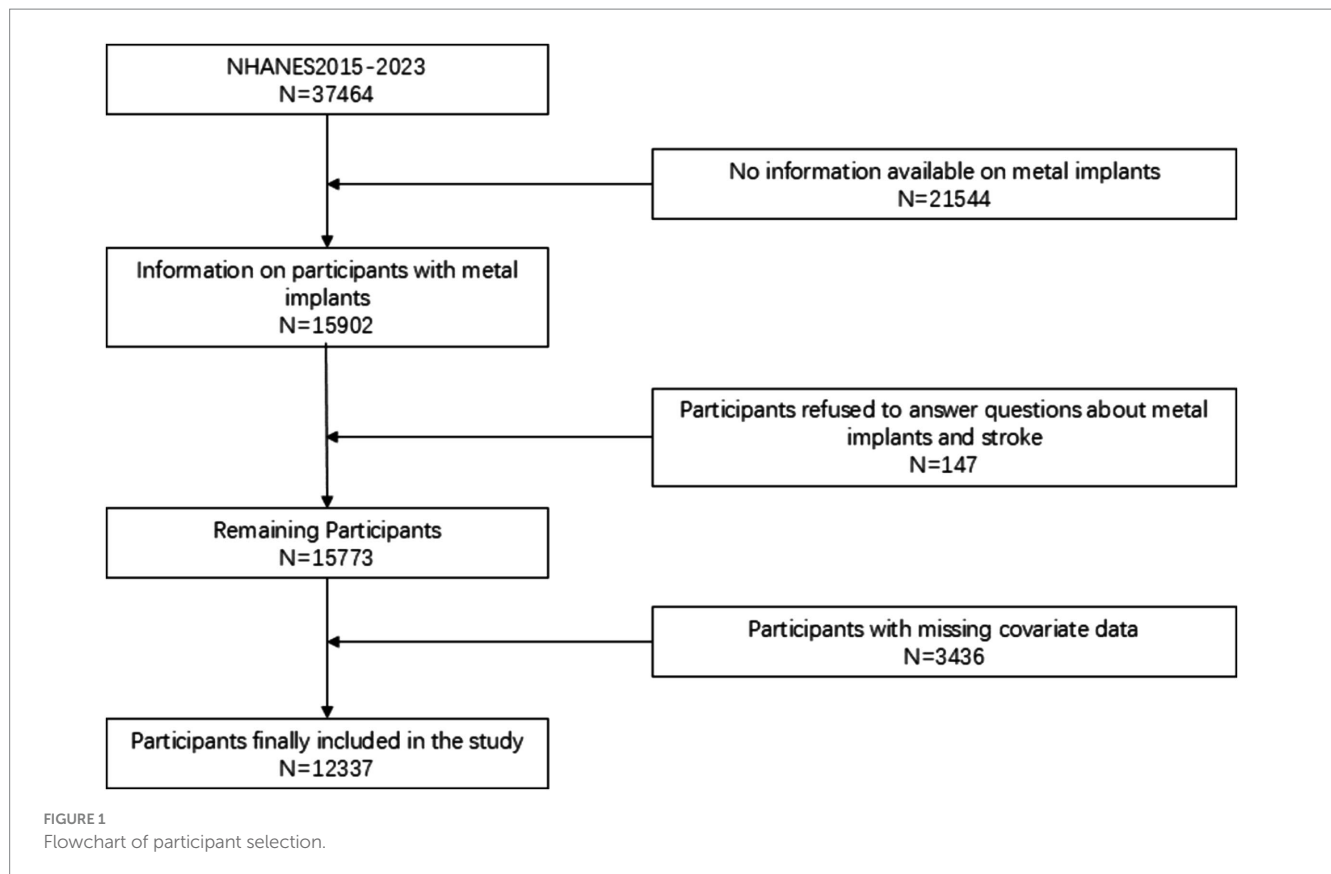 NHANES2015-2023
N=37464
No information available on metal implants
N=21544
Information on participants with metal
implants
N=15902
Participants refused to answer questions about metal
implants and stroke
N=147
Remaining Participants
N=15773
Participants with missing covariate data
N=3436
Participants finally included in the study
N=12337
FIGURE 1
Flowchart of participant selection.